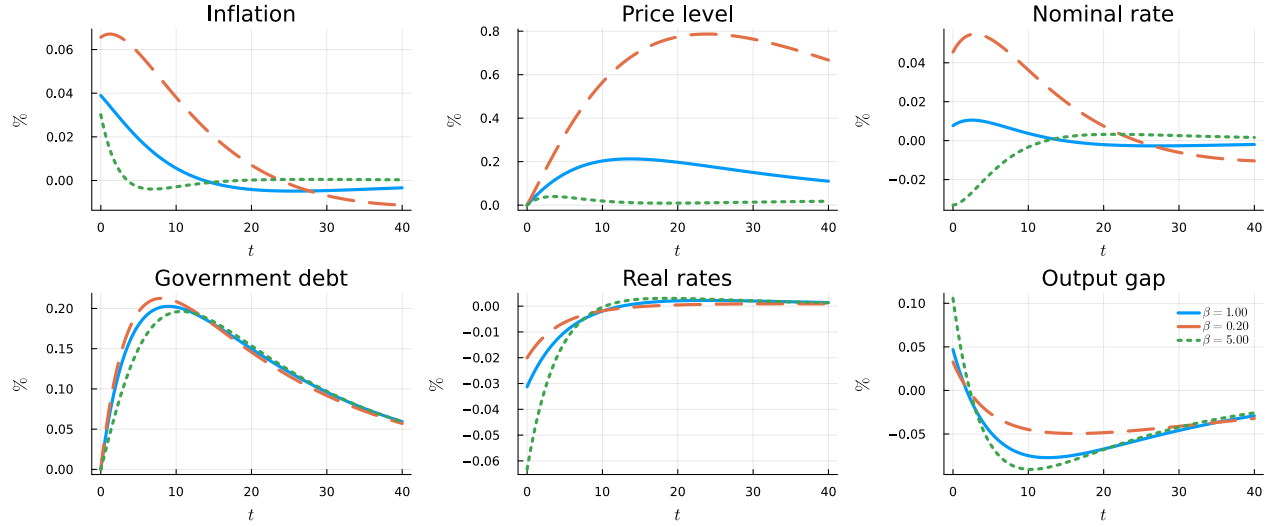 Inflation
0.06
0.04
0.02
0.00
%
0 10 20 30 40
t
Price level
0.8
0.6
0.4
0.2
0.0
%
0 10 20 30 40
t
Nominal rate
0.04
0.02
0.00
−0.02
%
0 10 20 30 40
t
Government debt
0.20
0.15
0.10
0.05
0.00
%
0 10 20 30 40
t
Real rates
0.00
−0.01
−0.02
−0.03
−0.04
−0.05
−0.06
%
0 10 20 30 40
t
Output gap
0.10
0.05
0.00
−0.05
%
β = 1.00
β = 0.20
β = 5.00
0 10 20 30 40
t